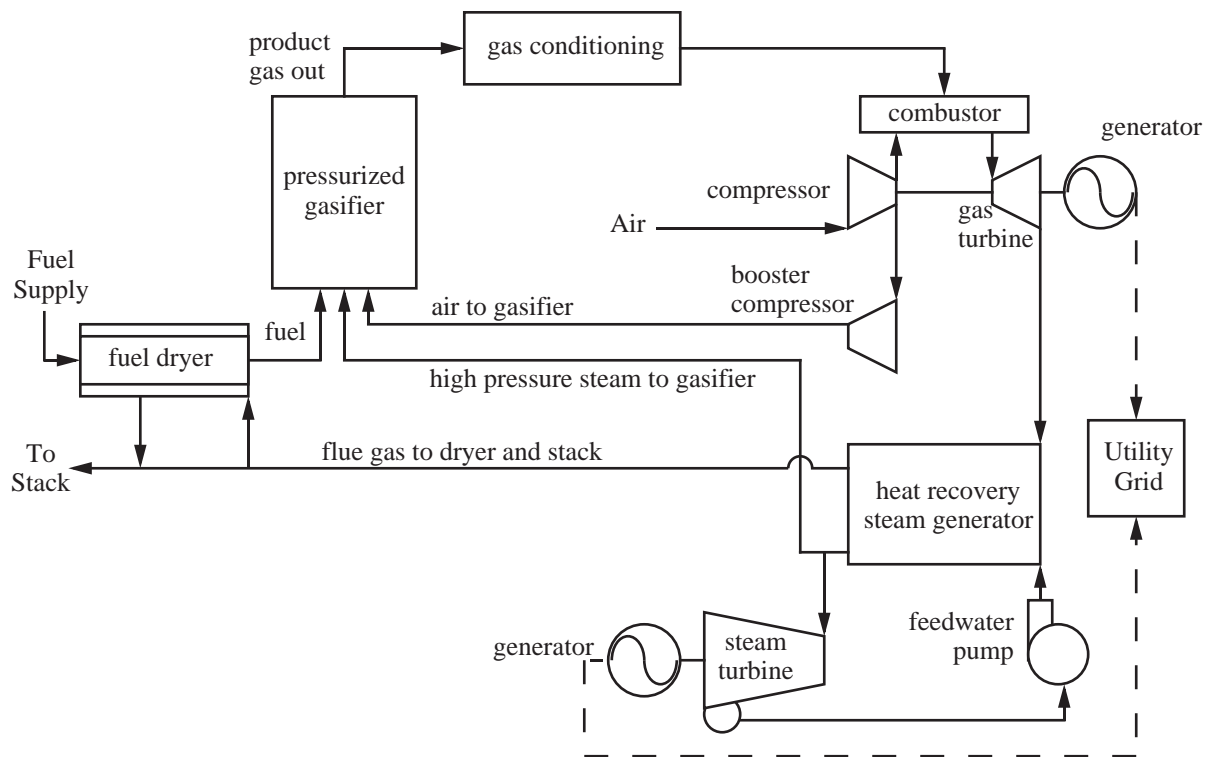 product
gas out
gas conditioning
combustor
generator
pressurized
gasifier
compressor
gas
turbine
Air
Fuel
Supply
booster
compressor
air to gasifier
fuel
fuel dryer
high pressure steam to gasifier
To
Stack
flue gas to dryer and stack
heat recovery
steam generator
Utility
Grid
generator
steam
turbine
feedwater
pump